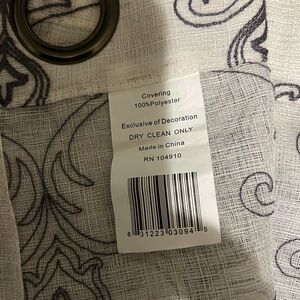 Covering
100%Polyester
Exclusive of Decoration
DRY CLEAN ONLY
Made in China
RN 104910
8 31223 03094 5